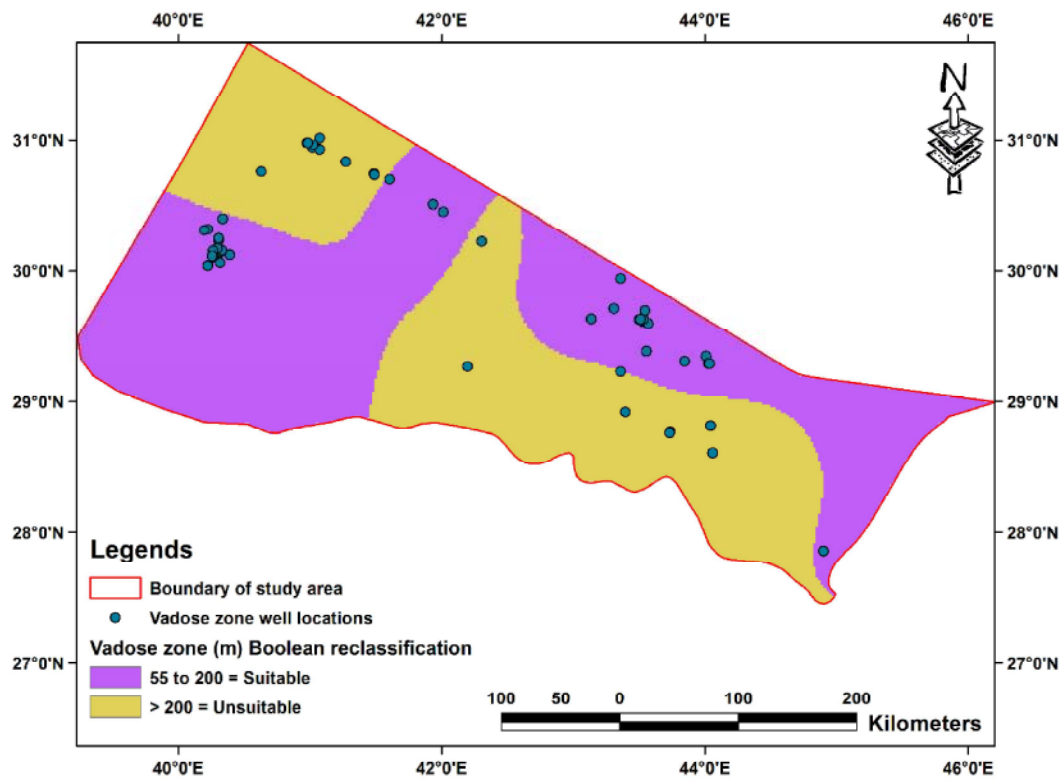 40°0'E 42°0'E 44°0'E 46°0'E
N
31°0'N 31°0'N
30°0'N 30°0'N
29°0'N 29°0'N
28°0'N 28°0'N
Legends
Boundary of study area
Vadose zone well locations
Vadose zone (m) Boolean reclassification
27°0'N 27°0'N
55 to 200 = Suitable
> 200 = Unsuitable
100 50 0 100 200
Kilometers
40°0'E 42°0'E 44°0'E 46°0'E